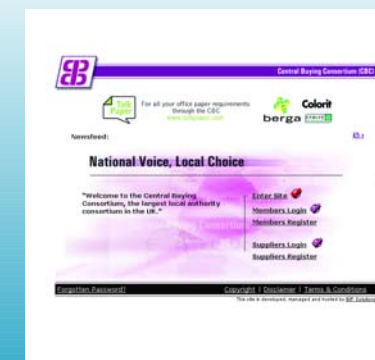 Central Buying Consortium (CBC)
Talk Paper
For all your office paper requirements
through the CBC
berga
Colorit
Newsfeed:
National Voice, Local Choice
"Welcome to the Central Buying
Consortium, the largest local authority
consortium in the UK."
Enter Site
Members Login
Members Register
Suppliers Login
Suppliers Register
Forgotten Password?
Copyright | Disclaimer | Terms & Conditions
This site is developed, managed and hosted by